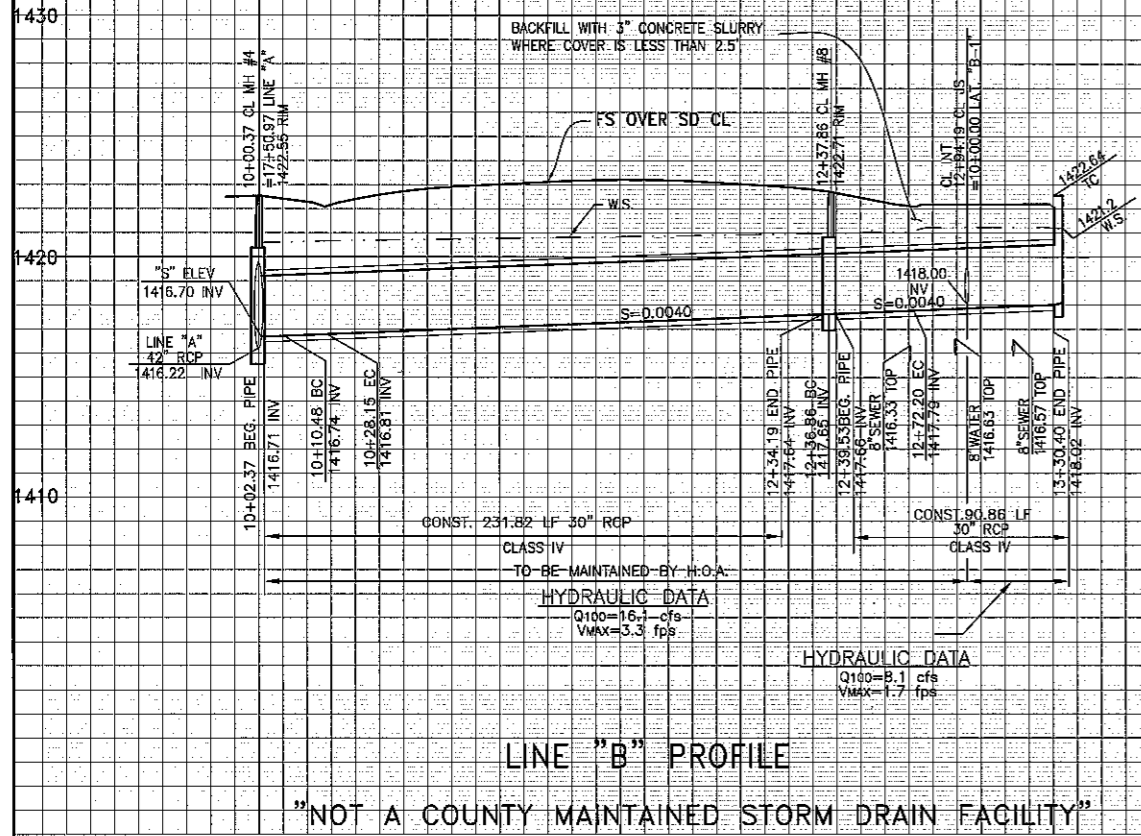 1430
BACKFILL WITH 3" CONCRETE SLURRY
WHERE COVER IS LESS THAN 2.5'
10+00.37 CL MH #4
=17+50.97 LINE "A"
1422.55 RIM
FS OVER SD CL
12+37.86 CL MH #8
1422.71 RIM
CL INT
12+94.19 CL JS
=10+00.00 LAT. "B-1"
1422.64
TC
1421.2
W.S.
W.S.
1420
"S" ELEV
1416.70 INV
LINE "A"
42" RCP
1416.22 INV
S=0.0040
1418.00
INV
S=0.0040
10+02.37 BEG. PIPE
1416.71 INV
10+10.48 BC
1416.74 INV
10+28.15 EC
1416.81 INV
12+34.19 END PIPE
1417.64 INV
12+36.86 BC
1417.65 INV
12+39.53 BEG. PIPE
1417.66 INV
8"SEWER
1416.33 TOP
12+72.20 EC
1417.79 INV
8"WATER
1416.63 TOP
8"SEWER
1416.57 TOP
13+30.40 END PIPE
1418.02 INV
1410
CONST. 231.82 LF 30" RCP
CLASS IV
CONST.90.86 LF
30" RCP
CLASS IV
TO BE MAINTAINED BY H.O.A.
HYDRAULIC DATA
Q100=16.1 cfs
VMAX=3.3 fps
HYDRAULIC DATA
Q100=8.1 cfs
VMAX=1.7 fps
LINE "B" PROFILE
"NOT A COUNTY MAINTAINED STORM DRAIN FACILITY"